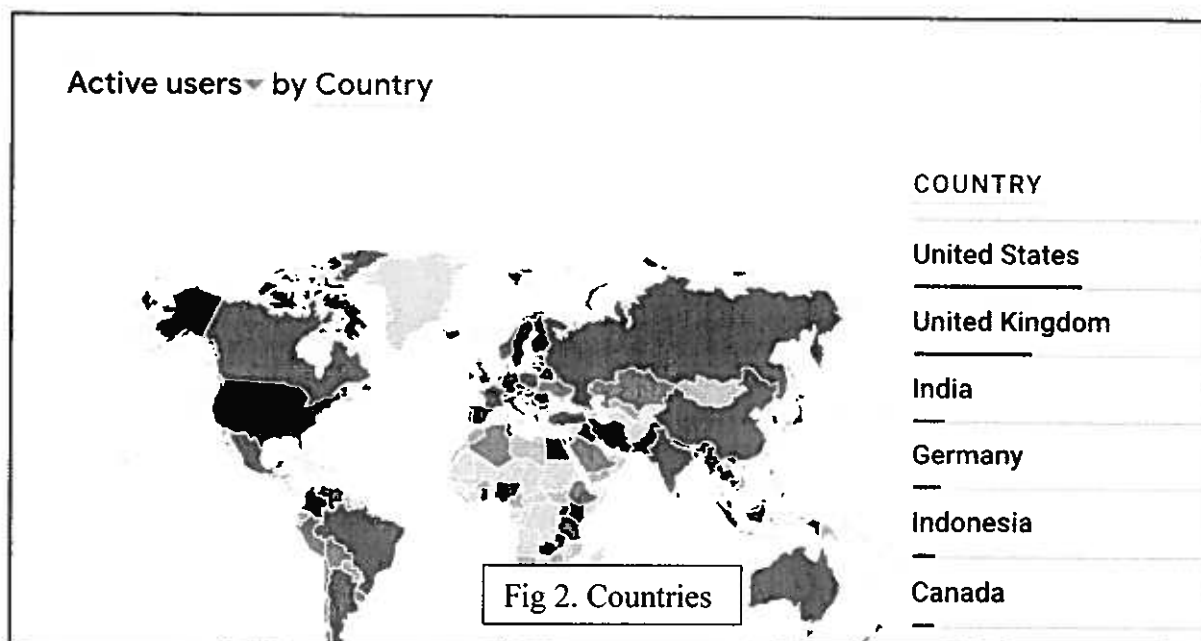 Active users by Country
COUNTRY
United States
United Kingdom
India
Germany
Indonesia
Canada
Fig 2. Countries